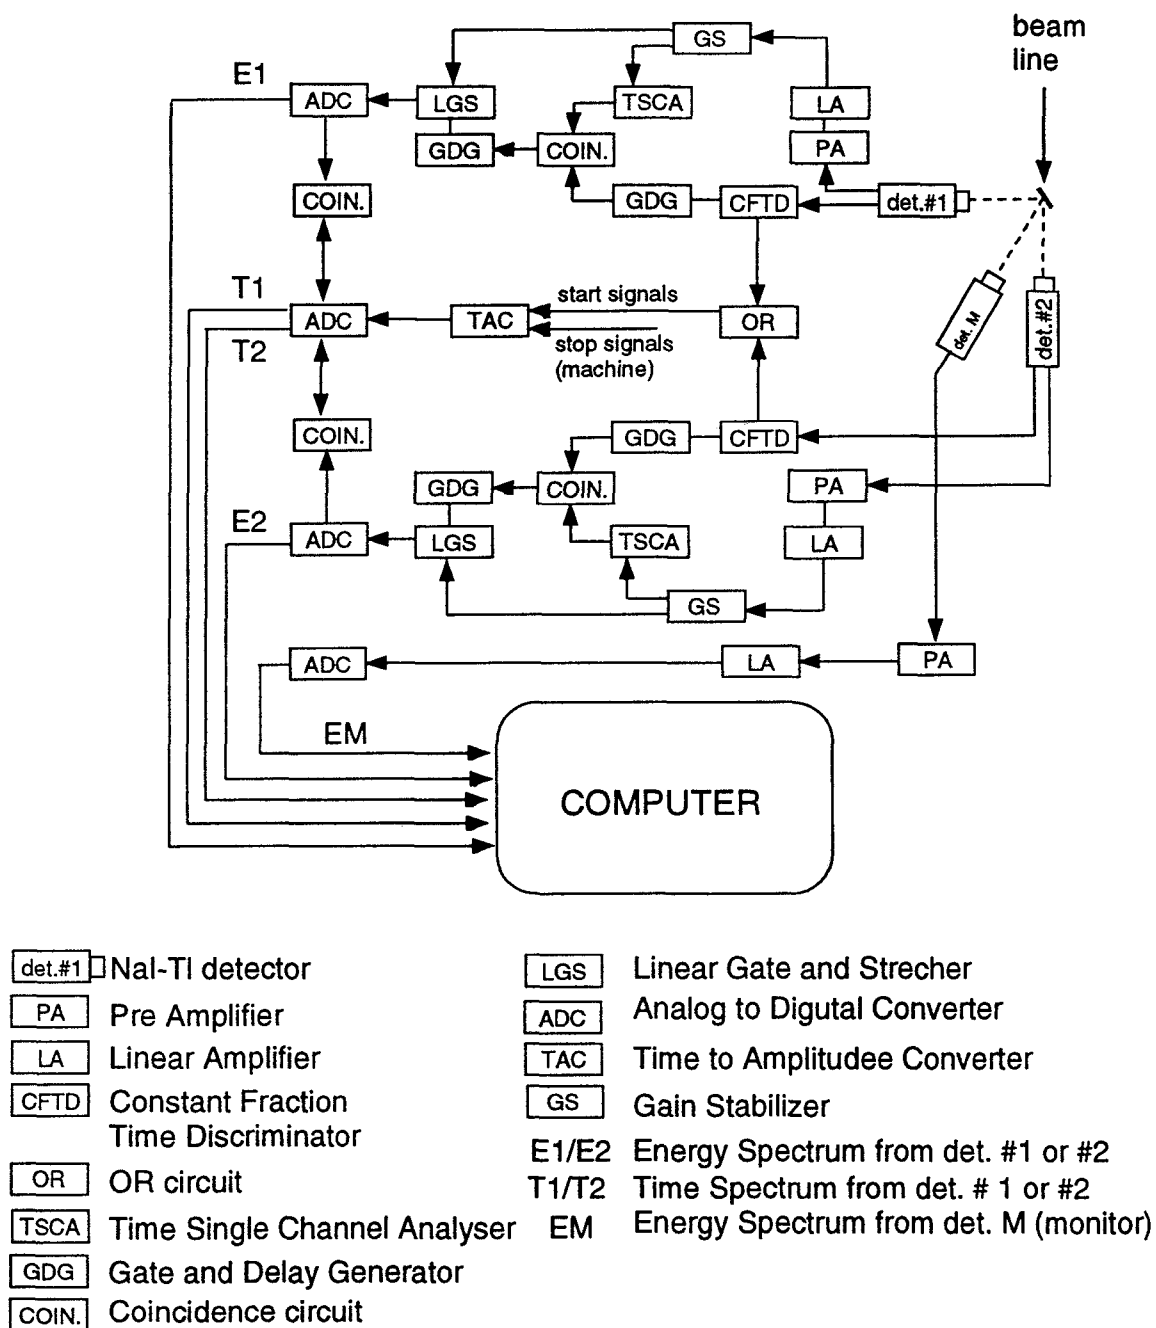 beam
line
GS
E1
ADC
LGS
TSCA
LA
GDG
COIN.
PA
COIN.
GDG
CFTD
det.#1
T1
start signals
ADC
TAC
OR
T2
stop signals
(machine)
det. M
det.#2
COIN.
GDG
CFTD
GDG
COIN.
PA
E2
ADC
LGS
TSCA
LA
GS
ADC
LA
PA
EM
COMPUTER
det.#1 NaI-Tl detector
PA Pre Amplifier
LA Linear Amplifier
CFTD Constant Fraction
Time Discriminator
OR OR circuit
TSCA Time Single Channel Analyser
GDG Gate and Delay Generator
COIN. Coincidence circuit
LGS Linear Gate and Strecher
ADC Analog to Digutal Converter
TAC Time to Amplitudee Converter
GS Gain Stabilizer
E1/E2 Energy Spectrum from det. #1 or #2
T1/T2 Time Spectrum from det. # 1 or #2
EM Energy Spectrum from det. M (monitor)